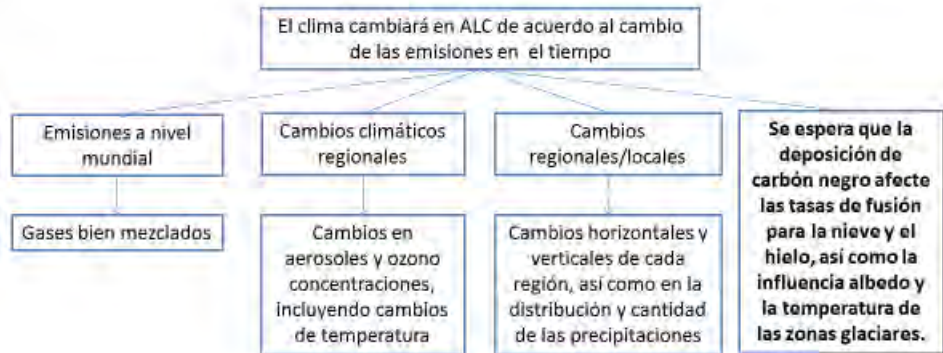 El clima cambiará en ALC de acuerdo al cambio
de las emisiones en el tiempo
Emisiones a nivel
mundial
Gases bien mezclados
Cambios climáticos
regionales
Cambios en
aerosoles y ozono
concentraciones,
incluyendo cambios
de temperatura
Cambios
regionales/locales
Cambios horizontales y
verticales de cada
región, así como en la
distribución y cantidad
de las precipitaciones
Se espera que la
deposición de
carbón negro afecte
las tasas de fusión
para la nieve y el
hielo, así como la
influencia albedo y
la temperatura de
las zonas glaciares.